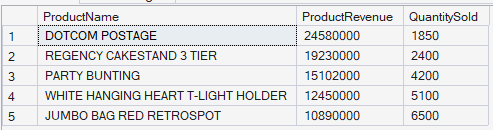 ProductName ProductRevenue QuantitySold
1 DOTCOM POSTAGE 24580000 1850
2 REGENCY CAKESTAND 3 TIER 19230000 2400
3 PARTY BUNTING 15102000 4200
4 WHITE HANGING HEART T-LIGHT HOLDER 12450000 5100
5 JUMBO BAG RED RETROSPOT 10890000 6500